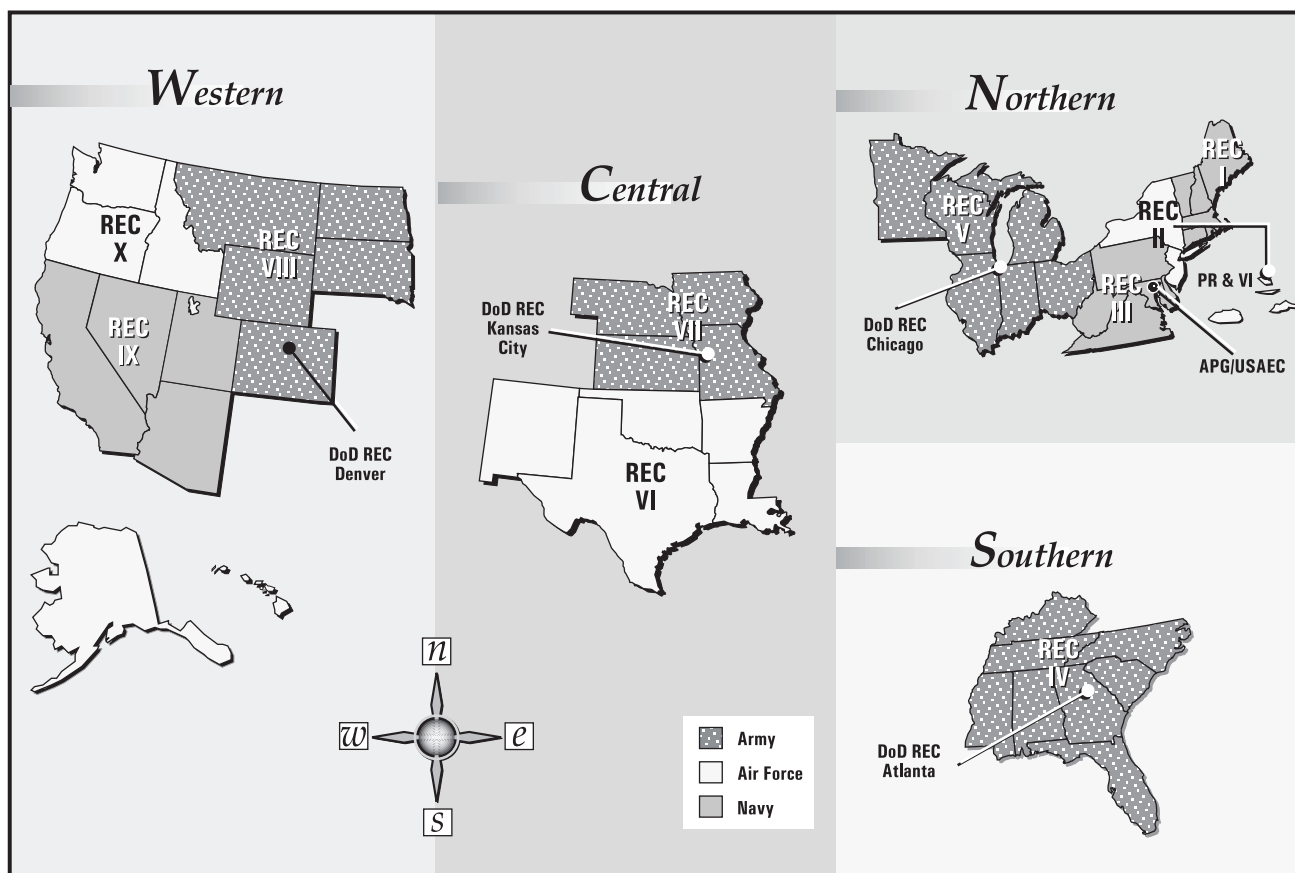 Western
REC
X
REC
VIII
REC
IX
DoD REC
Denver
Central
DoD REC
Kansas
City
REC
VII
REC
VI
Northern
REC
I
REC
V
REC
II
REC
III
PR & VI
DoD REC
Chicago
APG/USAEC
Southern
REC
IV
DoD REC
Atlanta
n
w
e
s
Army
Air Force
Navy